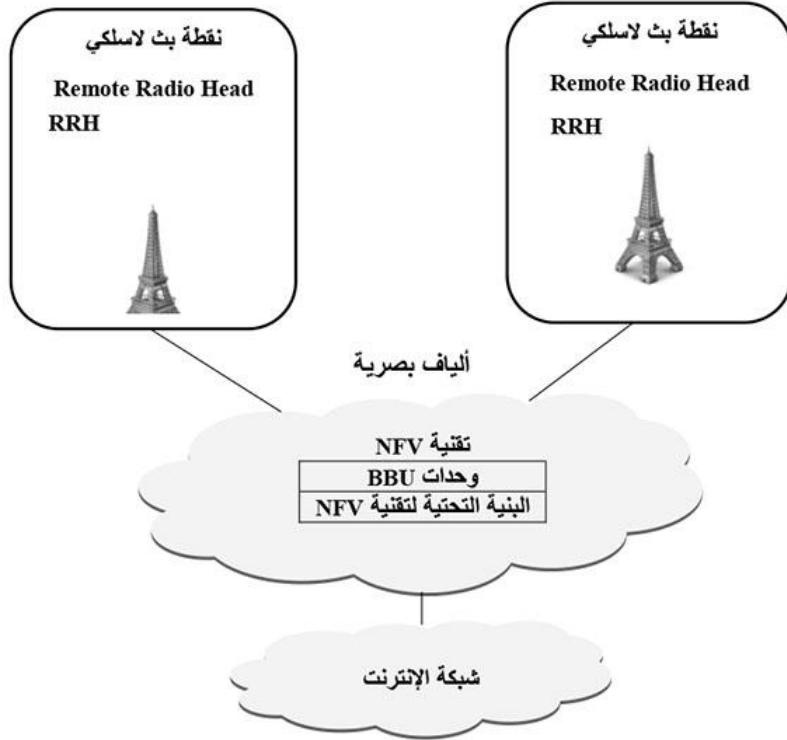 نقطة بث لاسلكي
Remote Radio Head
RRH
نقطة بث لاسلكي
Remote Radio Head
RRH
ألياف بصرية
تقنية NFV
وحدات BBU
البنية التحتية لتقنية NFV
شبكة الإنترنت